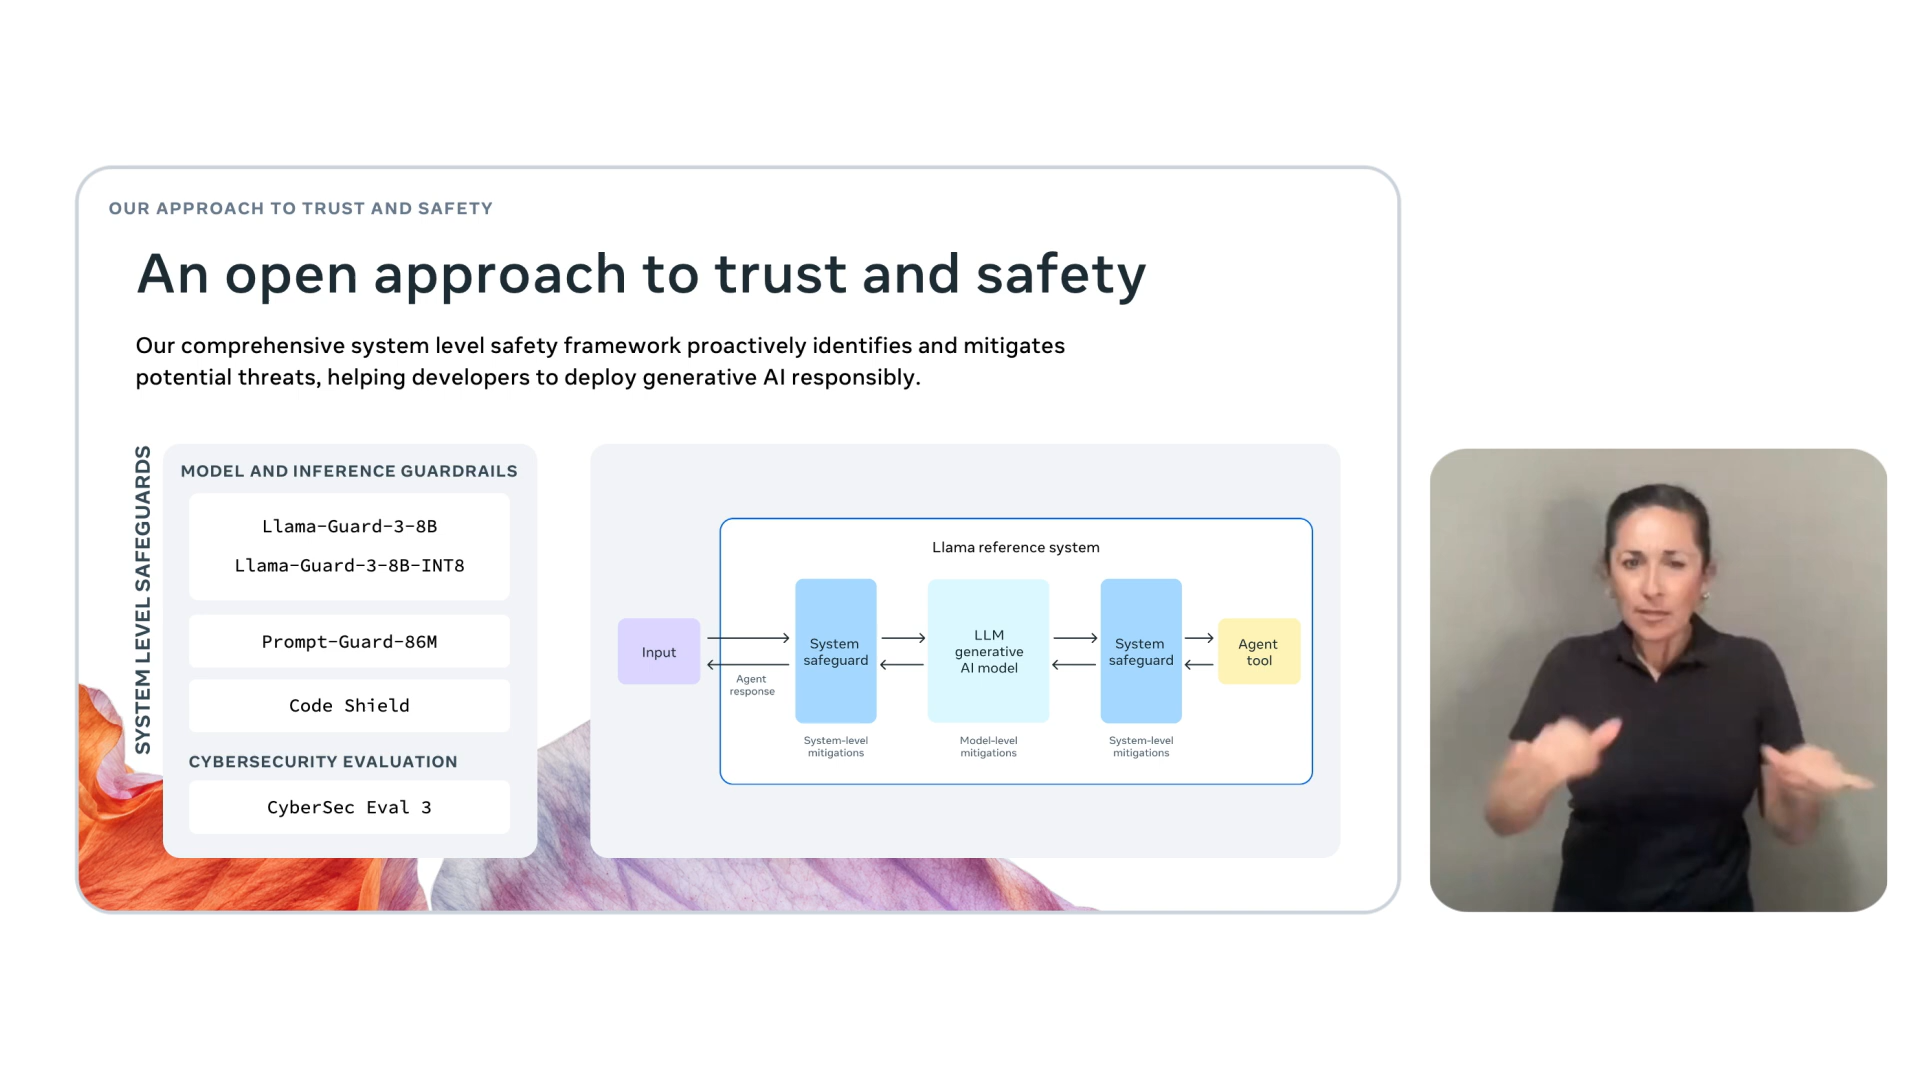 OUR APPROACH TO TRUST AND SAFETY
An open approach to trust and safety
Our comprehensive system level safety framework proactively identifies and mitigates
potential threats, helping developers to deploy generative AI responsibly.
SYSTEM LEVEL SAFEGUARDS
MODEL AND INFERENCE GUARDRAILS
Llama-Guard-3-8B
Llama-Guard-3-8B-INT8
Prompt-Guard-86M
Code Shield
CYBERSECURITY EVALUATION
CyberSec Eval 3
Llama reference system
Input
Agent
response
System
safeguard
System-level
mitigations
LLM
generative
AI model
Model-level
mitigations
System
safeguard
System-level
mitigations
Agent
tool